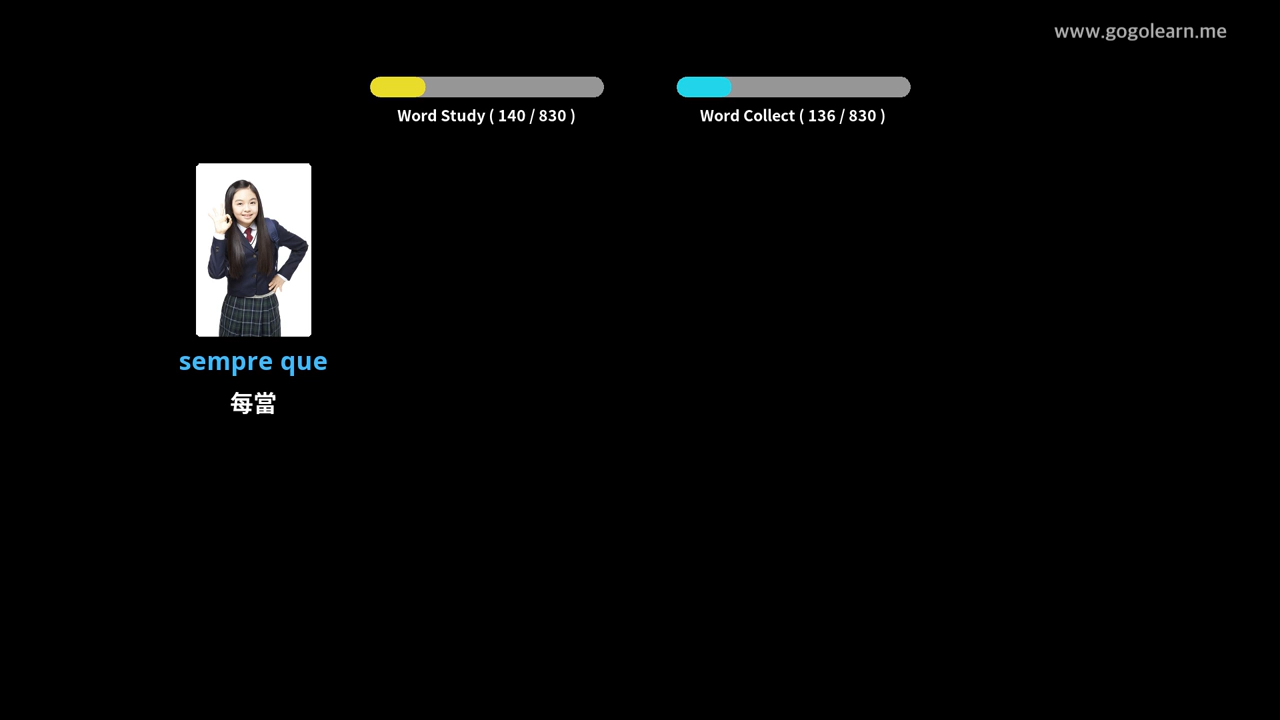 www.gogolearn.me
Word Study ( 140 / 830 )
Word Collect ( 136 / 830 )
sempre que
每當